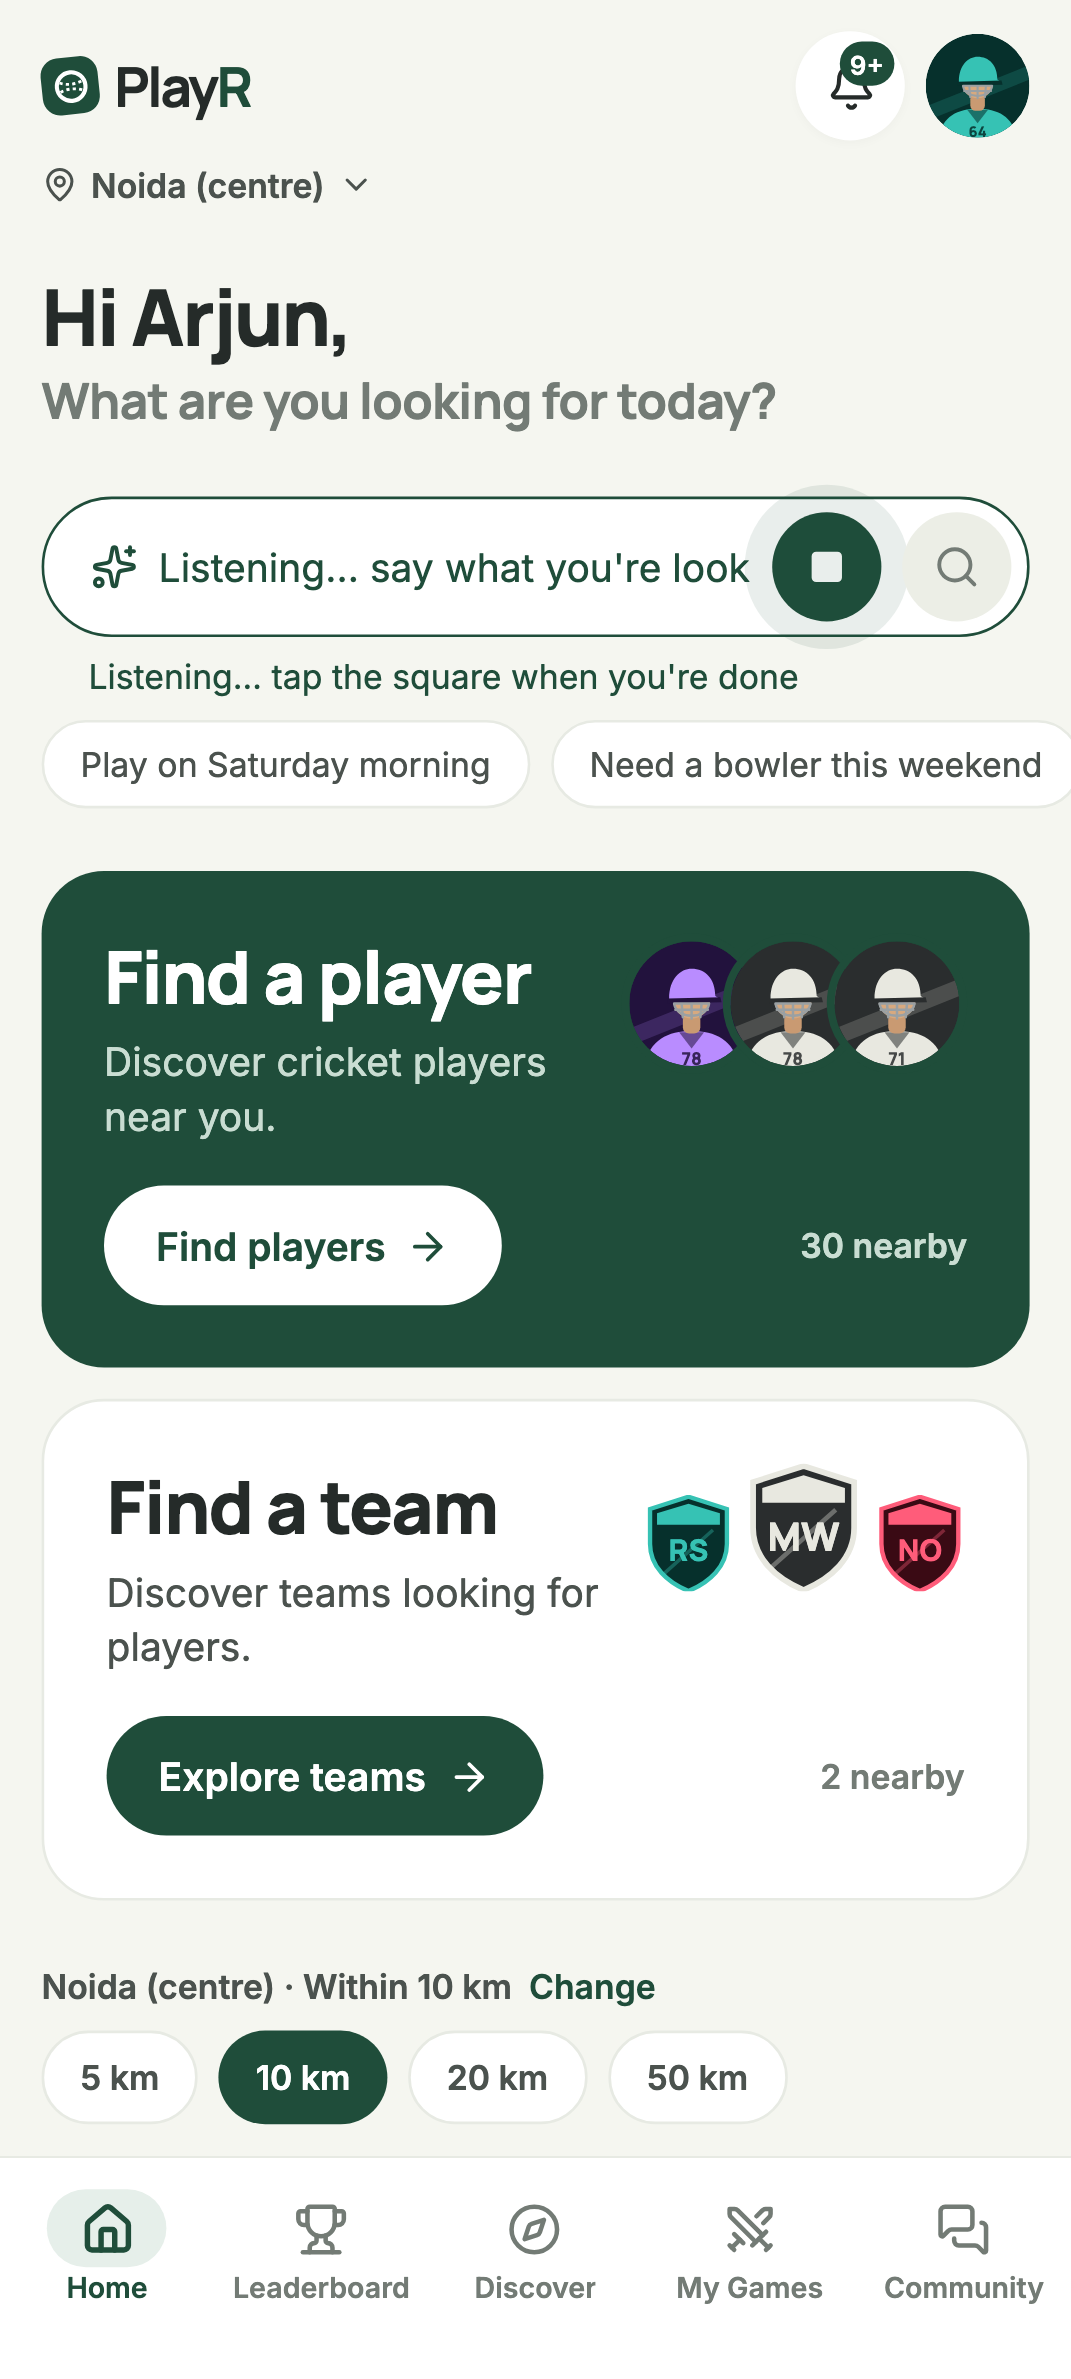 PlayR
9+
64
Noida (centre)
Hi Arjun,
What are you looking for today?
Listening... say what you're look
Listening... tap the square when you're done
Play on Saturday morning
Need a bowler this weekend
Find a player
78
78
71
Discover cricket players
near you.
Find players
30 nearby
Find a team
RS
MW
NO
Discover teams looking for
players.
Explore teams
2 nearby
Noida (centre) · Within 10 km Change
5 km
10 km
20 km
50 km
Home
Leaderboard
Discover
My Games
Community